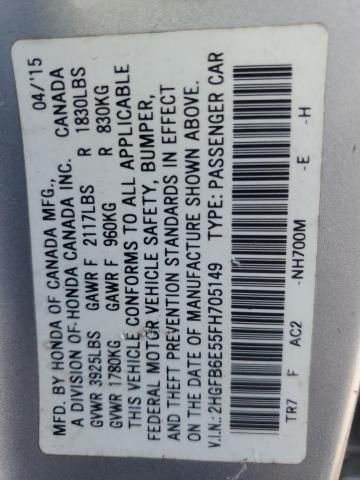 MFD. BY HONDA OF CANADA MFG., 04/'15
A DIVISION OF HONDA CANADA INC. CANADA
GVWR 3925LBS GAWR F 2117LBS R 1830LBS
GVWR 1780KG GAWR F 960KG R 830KG
THIS VEHICLE CONFORMS TO ALL APPLICABLE
FEDERAL MOTOR VEHICLE SAFETY, BUMPER,
AND THEFT PREVENTION STANDARDS IN EFFECT
ON THE DATE OF MANUFACTURE SHOWN ABOVE.
V.I.N.: 2HGFB6E55FH705149 TYPE: PASSENGER CAR
TR7 F AC2 -NH700M -E -H